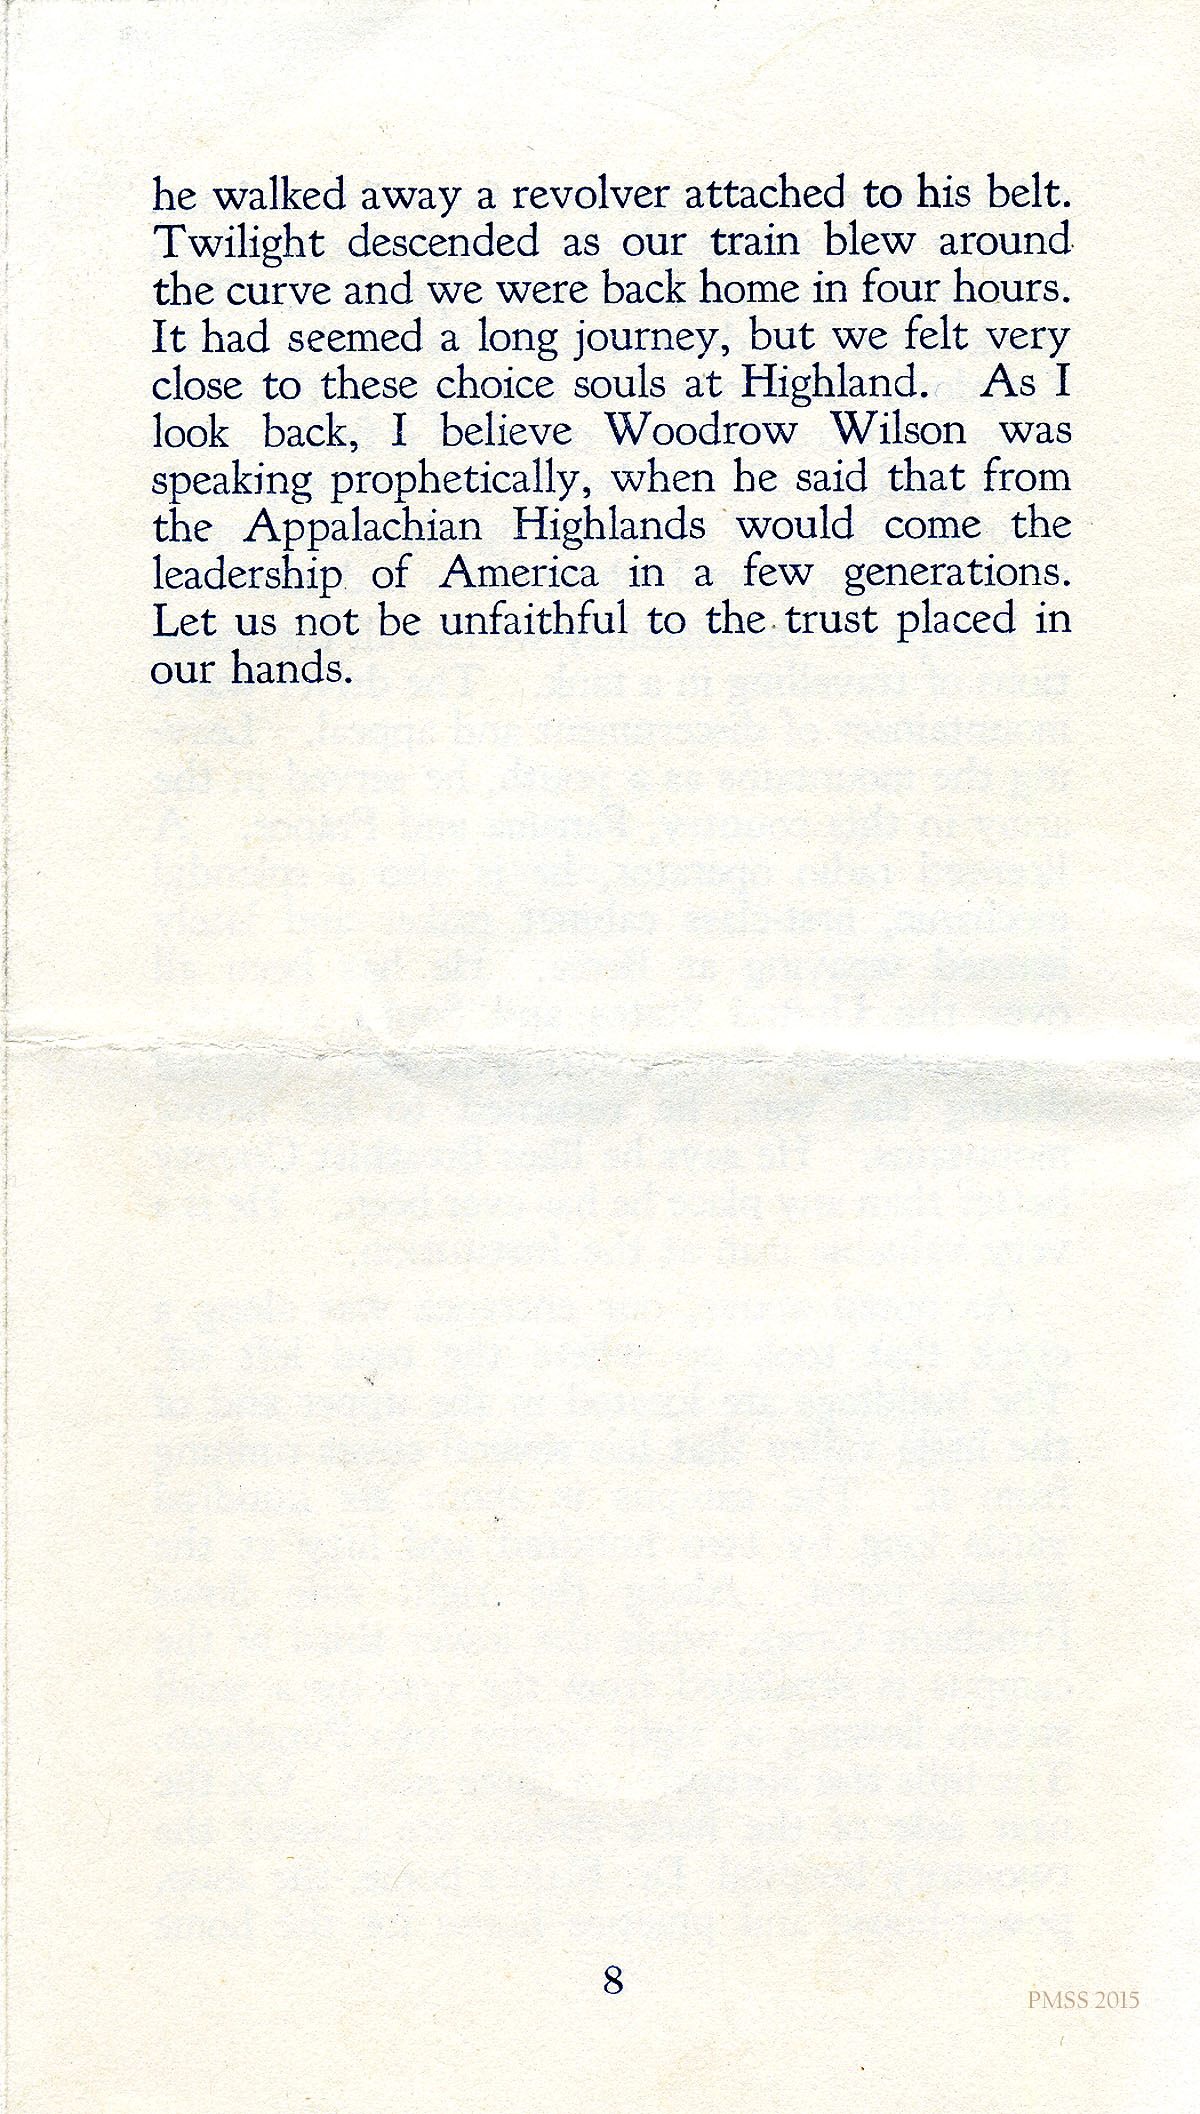 he walked away a revolver attached to his belt.
Twilight descended as our train blew around
the curve and we were back home in four hours.
It had seemed a long journey, but we felt very
close to these choice souls at Highland. As I
look back, I believe Woodrow Wilson was
speaking prophetically, when he said that from
the Appalachian Highlands would come the
leadership of America in a few generations.
Let us not be unfaithful to the trust placed in
our hands.
8
PMSS 2015